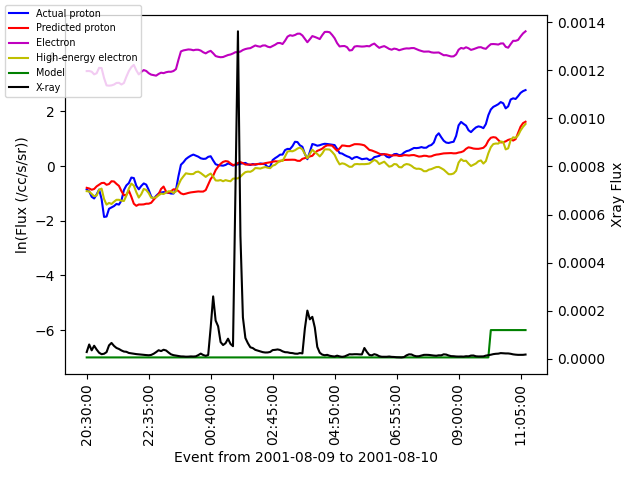 Actual proton
Predicted proton
Electron
High-energy electron
Model
X-ray
2
0
−2
−4
−6
ln(Flux (/cc/s/sr))
0.0014
0.0012
0.0010
0.0008
0.0006
0.0004
0.0002
0.0000
Xray Flux
20:30:00
22:35:00
00:40:00
02:45:00
04:50:00
06:55:00
09:00:00
11:05:00
Event from 2001-08-09 to 2001-08-10